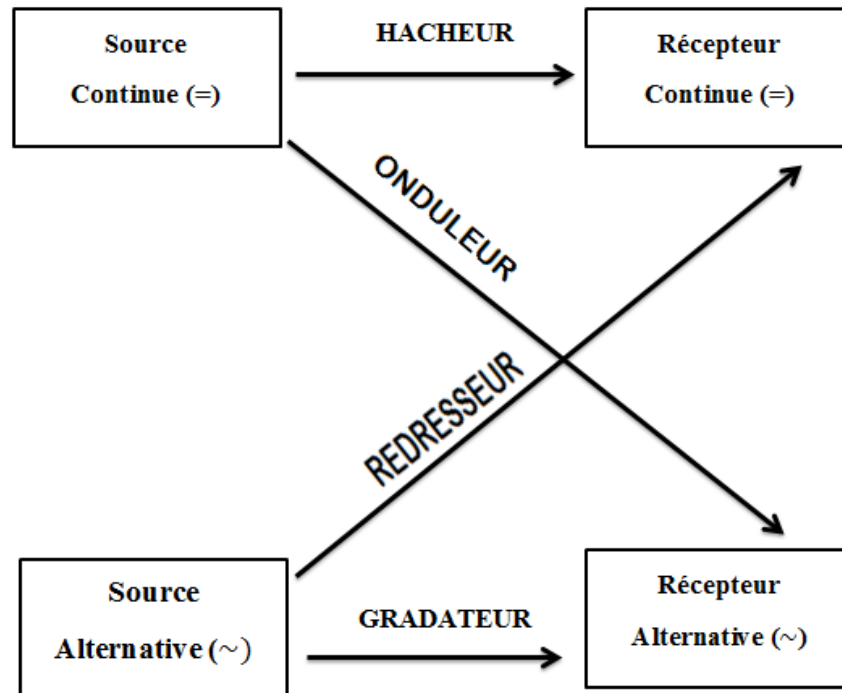 Source
Continue (=)
HACHEUR
Récepteur
Continue (=)
ONDULEUR
REDRESSEUR
Source
Alternative (~)
GRADATEUR
Récepteur
Alternative (~)